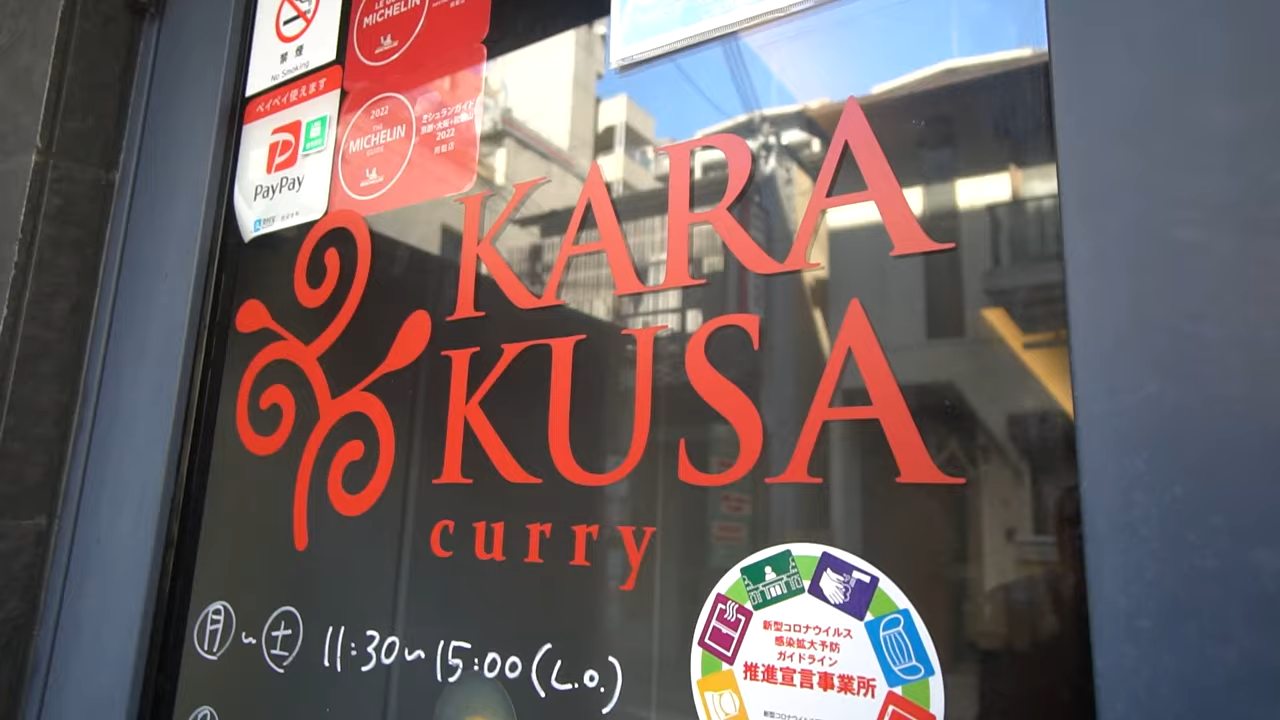 禁煙
No Smoking
MICHELIN
ペイペイ使えます
PayPay
2022
THE
MICHELIN
GUIDE
ミシュランガイド
京都・大阪+和歌山
2022
KARA
KUSA
curry
月~土 11:30~15:00(L.O.)
新型コロナウイルス
感染拡大予防
ガイドライン
推進宣言事業所